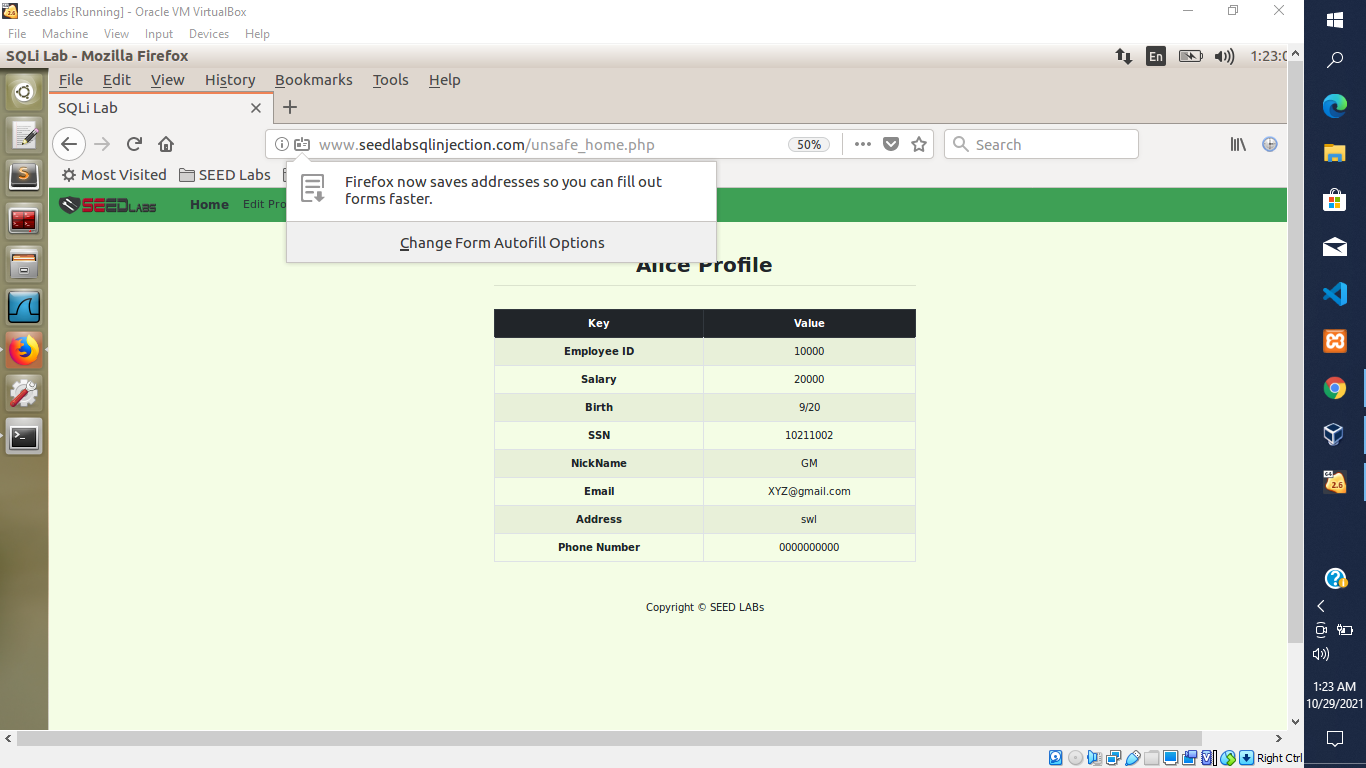 seedlabs [Running] - Oracle VM VirtualBox
File Machine View Input Devices Help
SQLi Lab - Mozilla Firefox
En
1:23:0
File Edit View History Bookmarks Tools Help
SQLi Lab
www.seedlabsqlinjection.com/unsafe_home.php
50%
Search
Most Visited
SEED Labs
Firefox now saves addresses so you can fill out
forms faster.
Change Form Autofill Options
SEEDLABS
Home
Edit Pro
Alice Profile
Key Value
Employee ID 10000
Salary 20000
Birth 9/20
SSN 10211002
NickName GM
Email XYZ@gmail.com
Address swl
Phone Number 0000000000
Copyright © SEED LABs
Right Ctrl
64
2.6
1:23 AM
10/29/2021